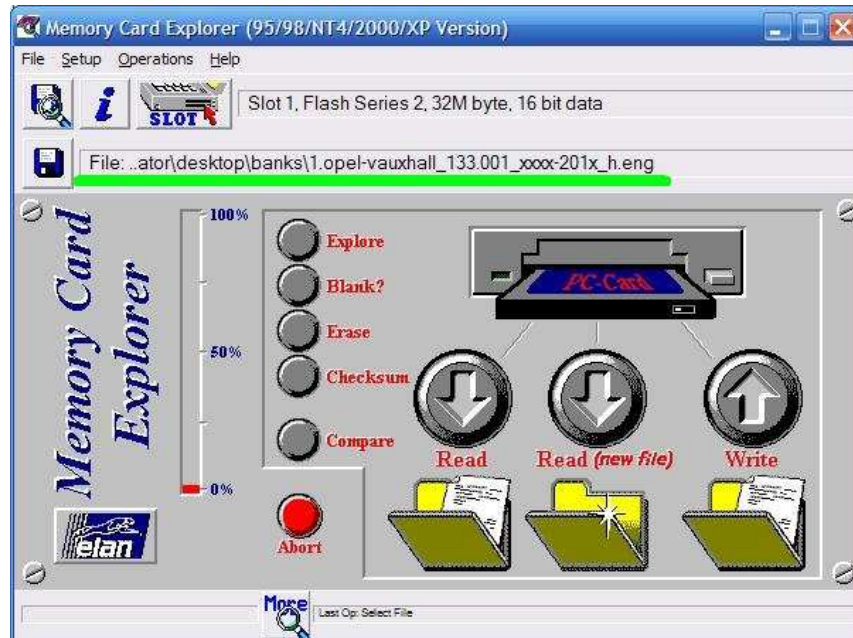 Memory Card Explorer (95/98/NT4/2000/XP Version)
File Setup Operations Help
i
SLOT
Slot 1, Flash Series 2, 32M byte, 16 bit data
File: ..ator\desktop\banks\1.opel-vauxhall_133.001_xxxx-201x_h.eng
Memory Card
Explorer
elan
100%
50%
0%
Explore
Blank?
Erase
Checksum
Compare
Abort
PC-Card
Read
Read (new file)
Write
More
Last Op: Select File